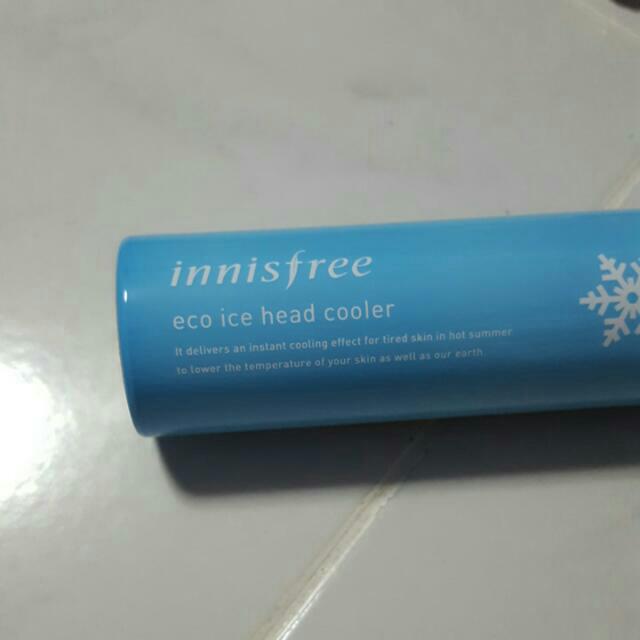 innisfree
eco ice head cooler
It delivers an instant cooling effect for tired skin in hot summer
to lower the temperature of your skin as well as our earth.